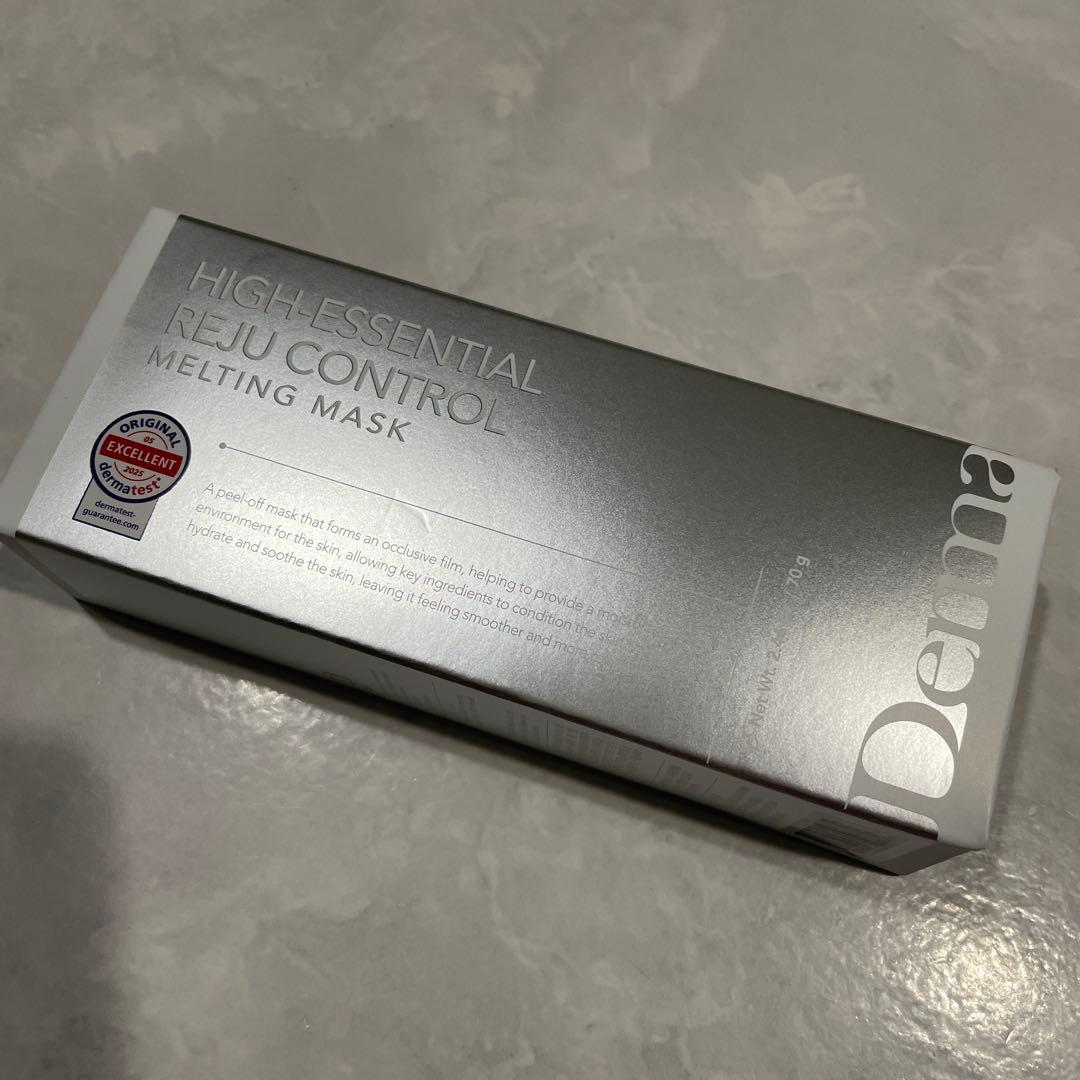 HIGH-ESSENTIAL
REJU CONTROL
MELTING MASK
ORIGINAL
05
EXCELLENT
2025
dermatest®
dermatest-
guarantee.com
A peel-off mask that forms an occlusive film, helping to provide a
environment for the skin, allowing key ingredients to condition the
hydrate and soothe the skin, leaving it feeling smoother and more
Net Wt. 70g
Derma